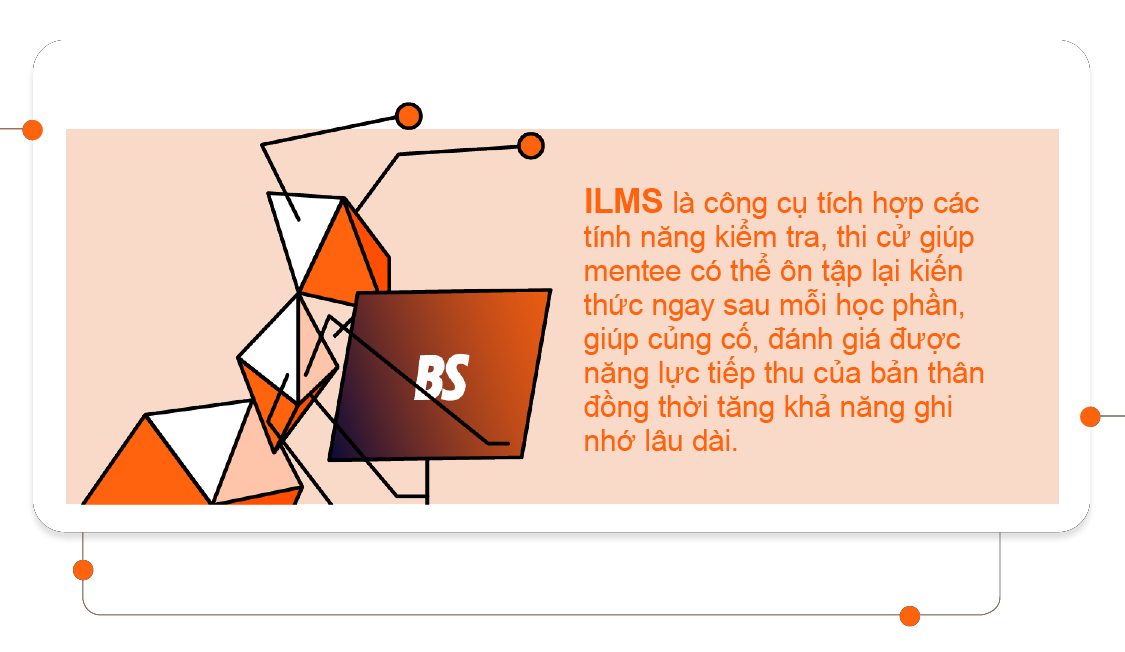 BS
ILMS là công cụ tích hợp các
tính năng kiểm tra, thi cử giúp
mentee có thể ôn tập lại kiến
thức ngay sau mỗi học phần,
giúp củng cố, đánh giá được
năng lực tiếp thu của bản thân
đồng thời tăng khả năng ghi
nhớ lâu dài.